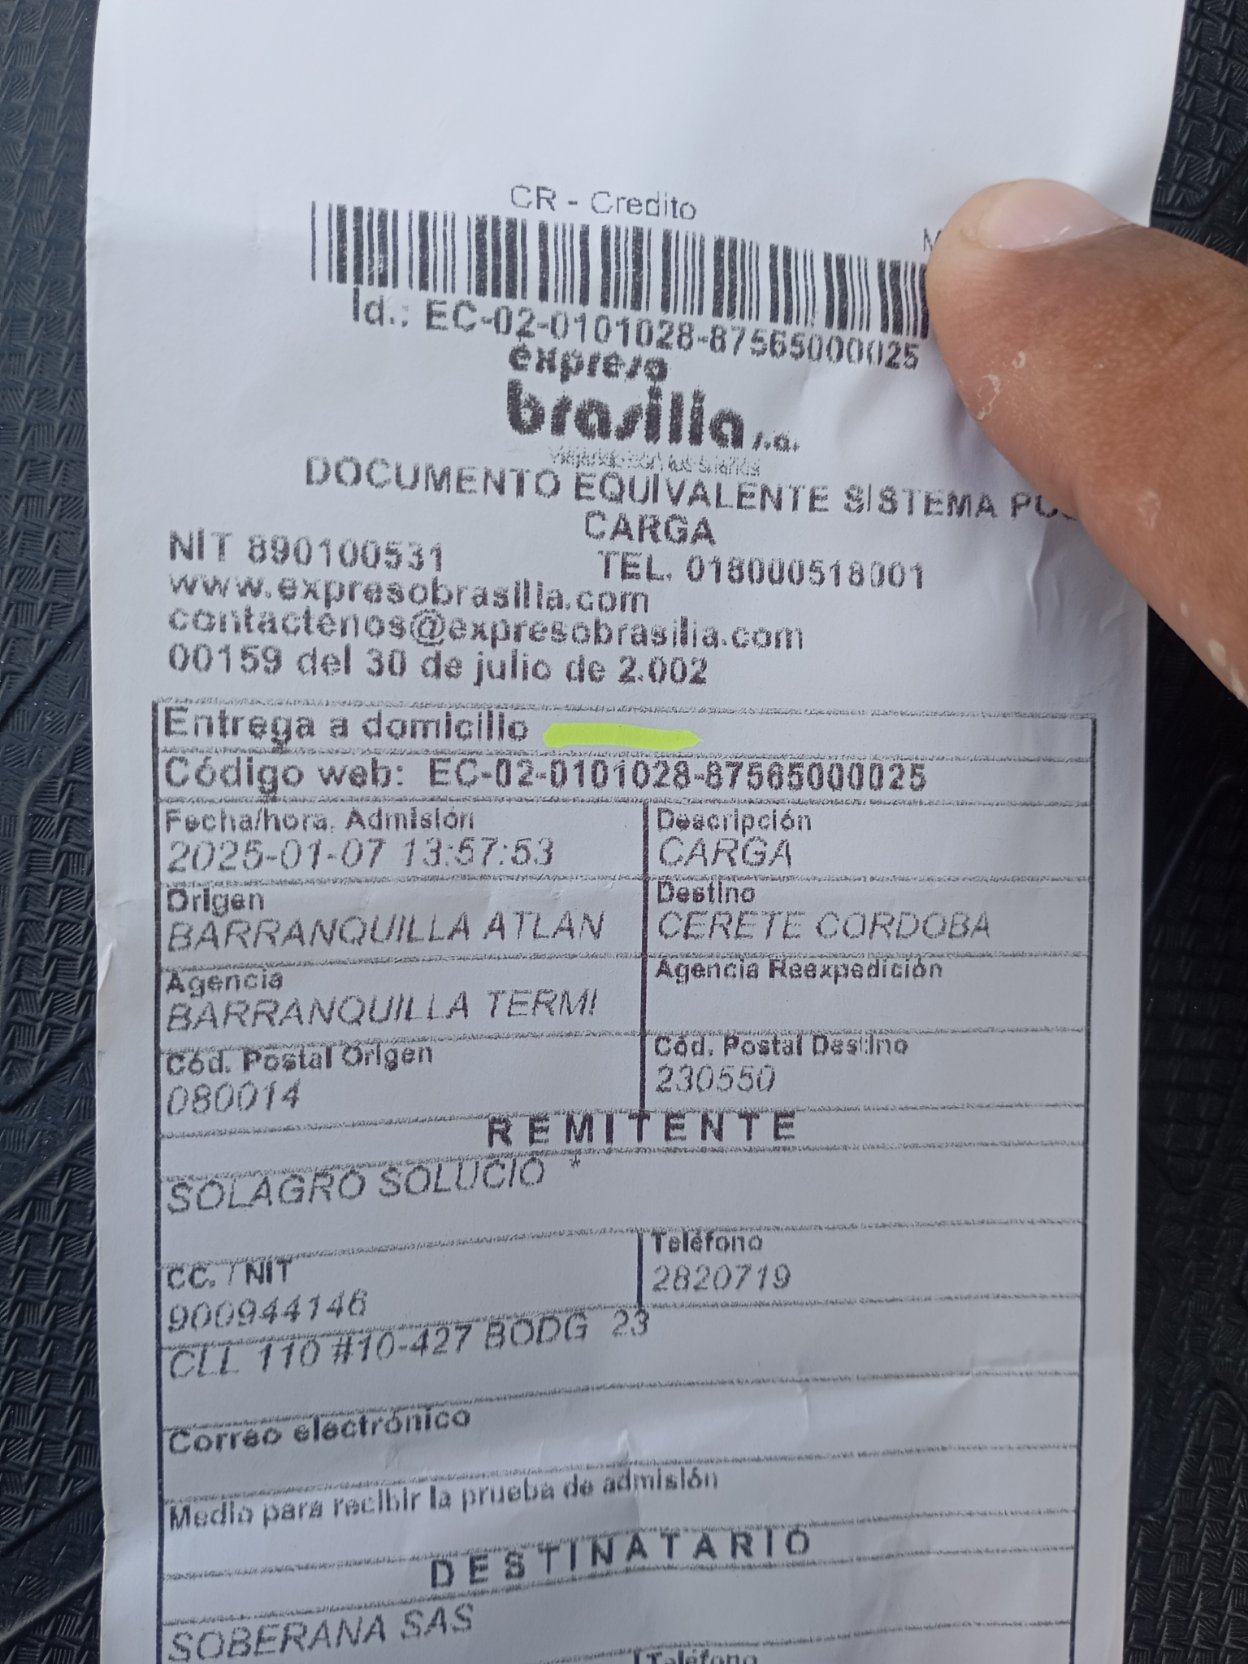 CR - Credito
Id.: EC-02-0101028-87565000025
expreso
brasilia s.a.
DOCUMENTO EQUIVALENTE SISTEMA
CARGA
NIT 890100531 TEL. 018000518001
www.expresobrasilia.com
contactenos@expresobrasilia.com
00159 del 30 de julio de 2.002
Entrega a domicilio
Código web: EC-02-0101028-87565000025
Fecha/hora. Admisión Descripción
2025-01-07 13:57:53 CARGA
Origen Destino
BARRANQUILLA ATLAN CERETE CORDOBA
Agencia Agencia Reexpedición
BARRANQUILLA TERMI
Cód. Postal Origen Cód. Postal Destino
080014 230550
REMITENTE
SOLAGRO SOLUCIO *
CC. / NIT Teléfono
900944146 2820719
CLL 110 #10-427 BODG 23
Correo electrónico
Medio para recibir la prueba de admisión
DESTINATARIO
SOBERANA SAS
Teléfono